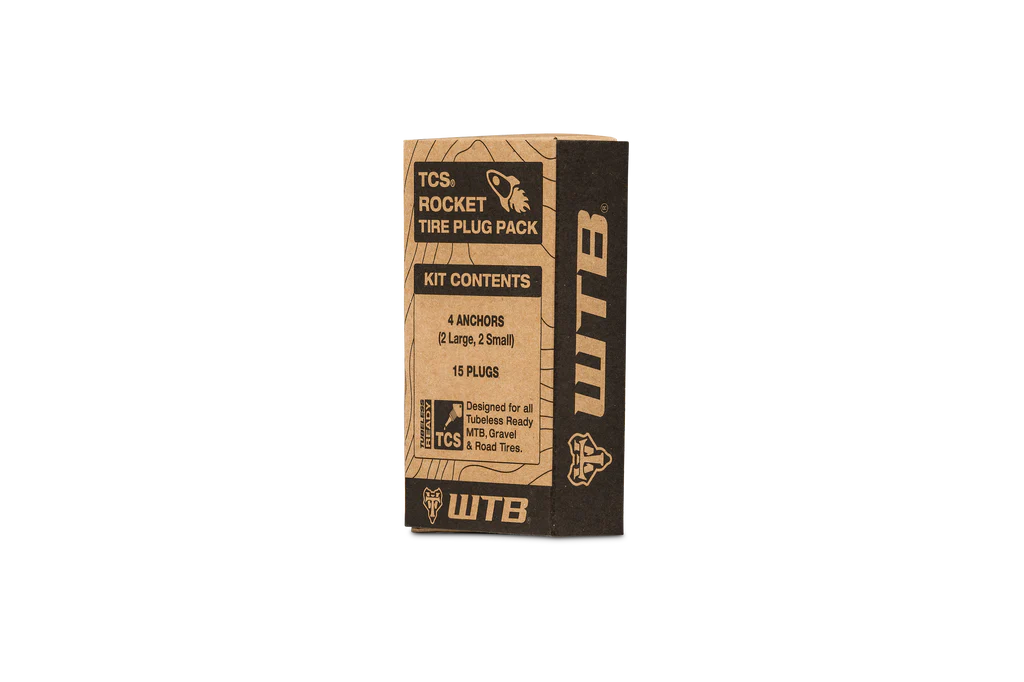 TCS®
ROCKET
TIRE PLUG PACK
KIT CONTENTS
4 ANCHORS
(2 Large, 2 Small)
15 PLUGS
TUBELESS
READY
TCS
Designed for all
Tubeless Ready
MTB, Gravel
& Road Tires.
WTB
WTB®